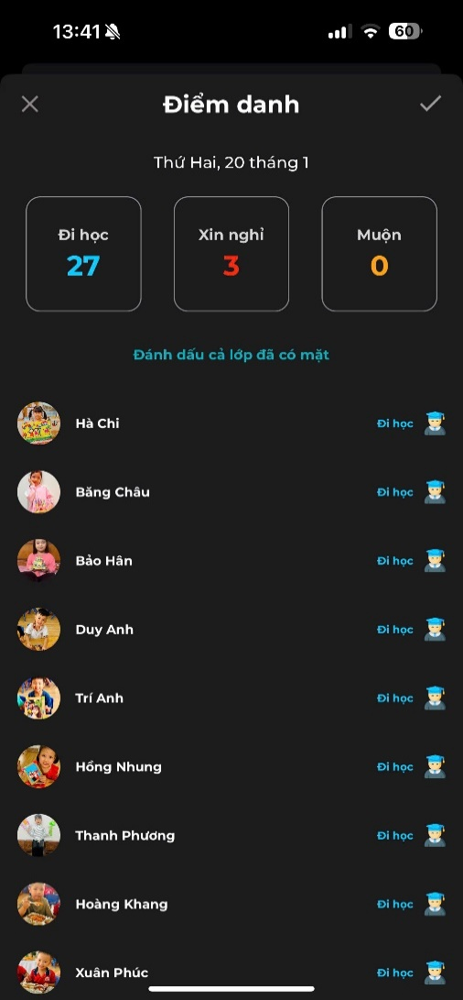 13:41
60
Điểm danh
Thứ Hai, 20 tháng 1
Đi học
Xin nghỉ
Muộn
27
3
0
Đánh dấu cả lớp đã có mặt
Hà Chi Đi học
Băng Châu Đi học
Bảo Hân Đi học
Duy Anh Đi học
Trí Anh Đi học
Hồng Nhung Đi học
Thanh Phương Đi học
Hoàng Khang Đi học
Xuân Phúc Đi học